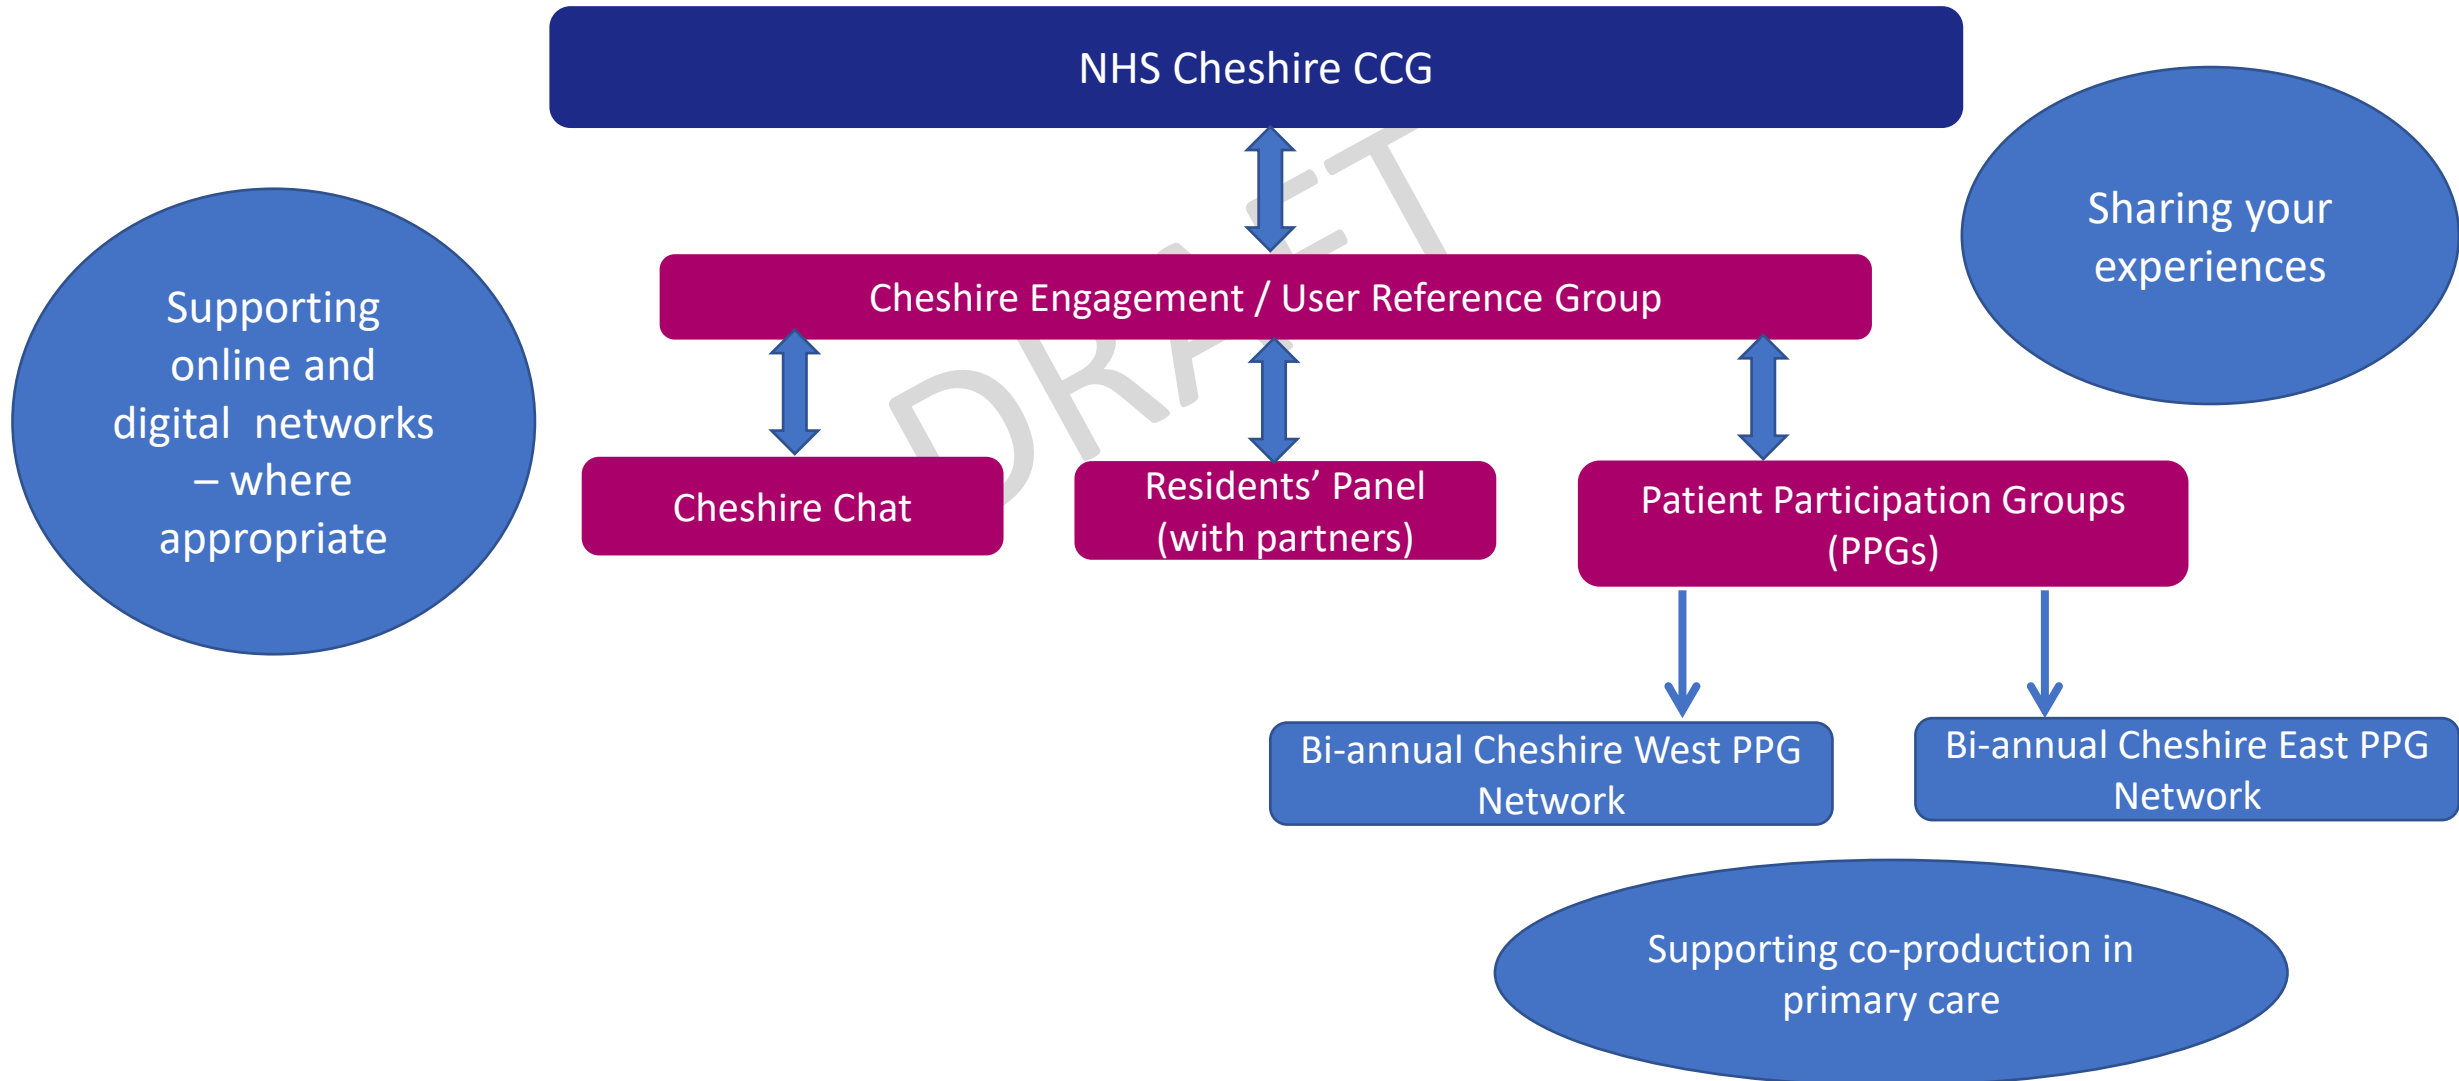 NHS Cheshire CCG
Sharing your
experiences
Cheshire Engagement / User Reference Group
Supporting
online and
digital  networks
– where
appropriate
DRAFT
Cheshire Chat
Residents’ Panel
(with partners)
Patient Participation Groups
(PPGs)
Bi-annual Cheshire West PPG
Network
Bi-annual Cheshire East PPG
Network
Supporting co-production in
primary care